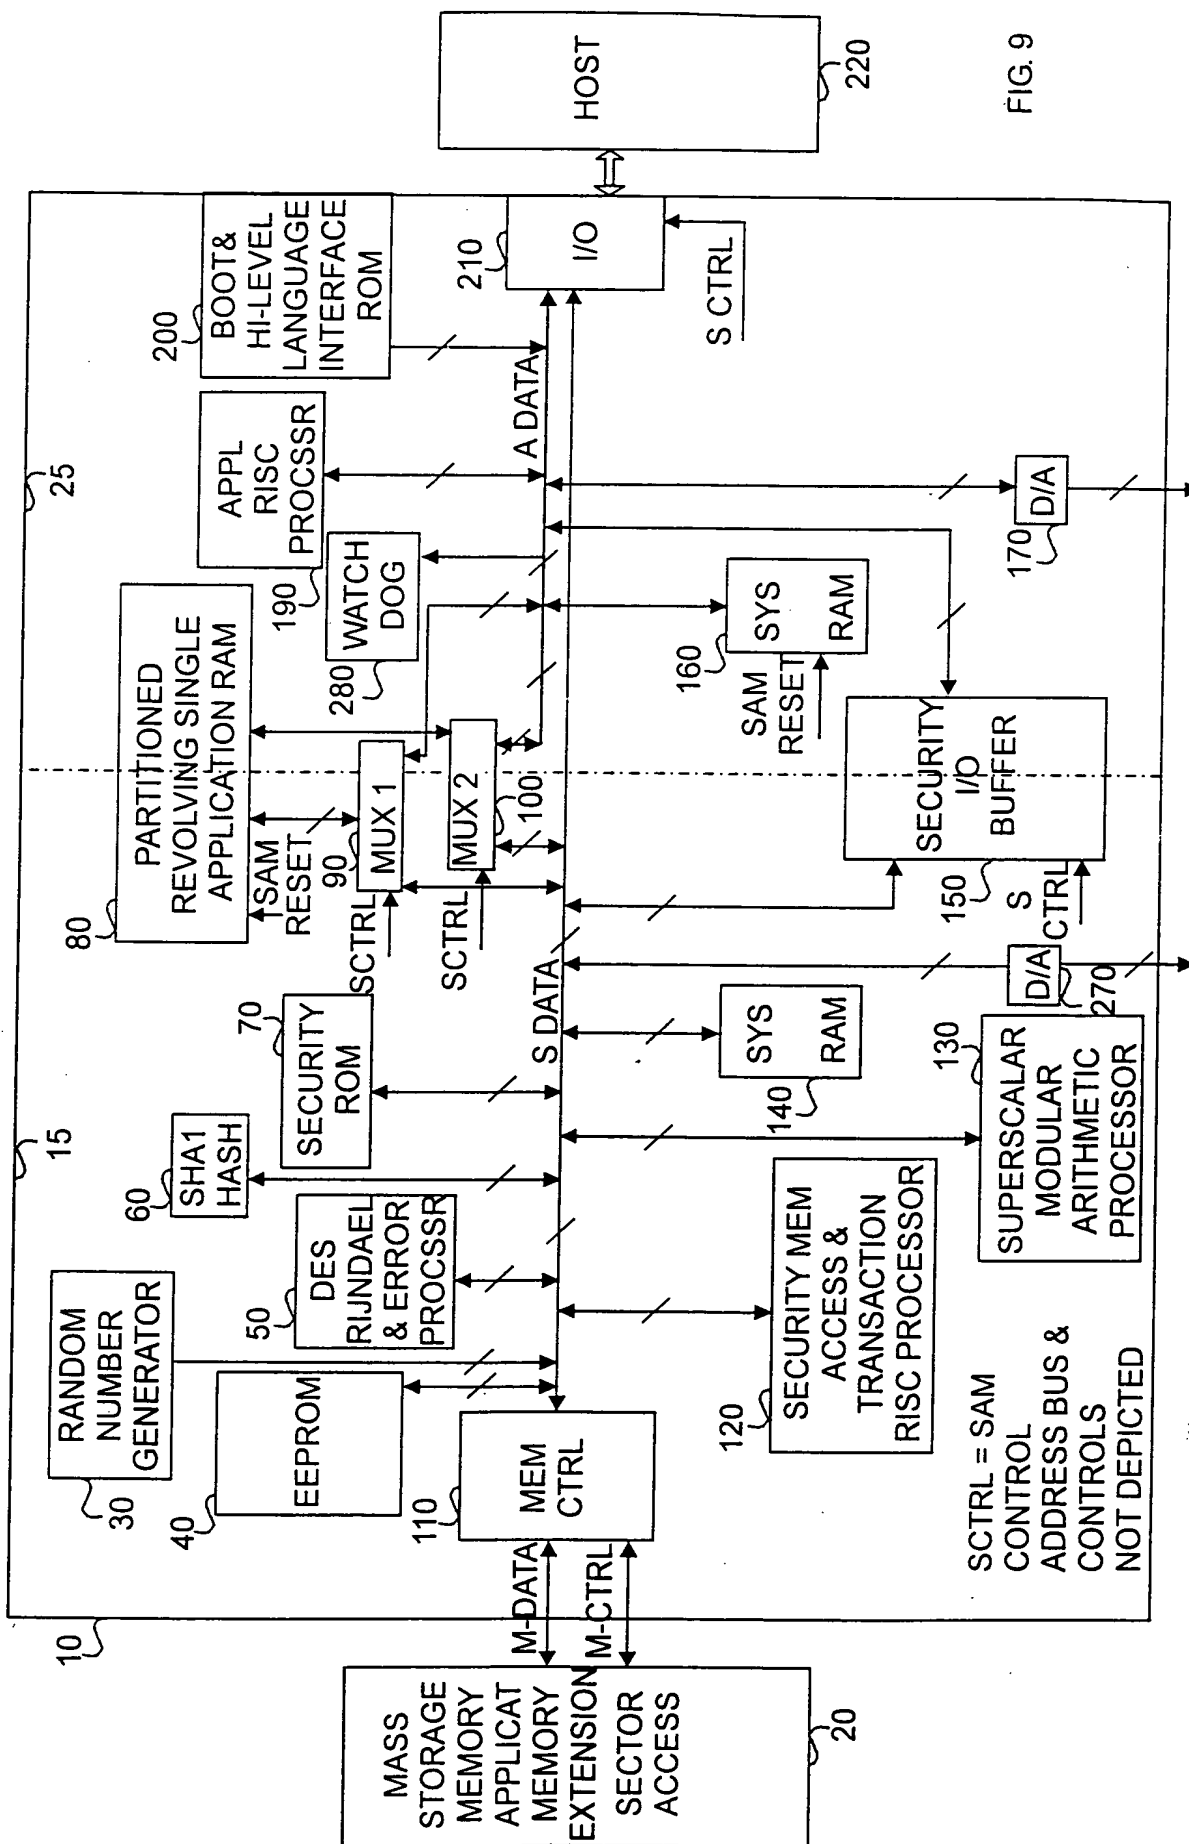 10
15
25
MASS
STORAGE
MEMORY
APPLICAT
MEMORY
EXTENSION
SECTOR
ACCESS
20
M-DATA
M-CTRL
RANDOM
NUMBER
GENERATOR
30
EEPROM
40
MEM
CTRL
110
DES
RIJNDAEL
& ERROR
PROCSSR
50
SHA1
HASH
60
SECURITY
ROM
70
PARTITIONED
REVOLVING SINGLE
APPLICATION RAM
80
SAM
RESET
MUX 1
90
SCTRL
MUX 2
100
SCTRL
WATCH
DOG
280
APPL
RISC
PROCSSR
190
BOOT&
HI-LEVEL
LANGUAGE
INTERFACE
ROM
200
S DATA
A DATA
I/O
210
S CTRL
HOST
220
SECURITY MEM
ACCESS &
TRANSACTION
RISC PROCESSOR
120
SUPERSCALAR
MODULAR
ARITHMETIC
PROCESSOR
130
SYS
RAM
140
D/A
270
SECURITY
I/O
BUFFER
150
S
CTRL
SYS
RAM
160
SAM
RESET
D/A
170
SCTRL = SAM
CONTROL
ADDRESS BUS &
CONTROLS
NOT DEPICTED
FIG. 9